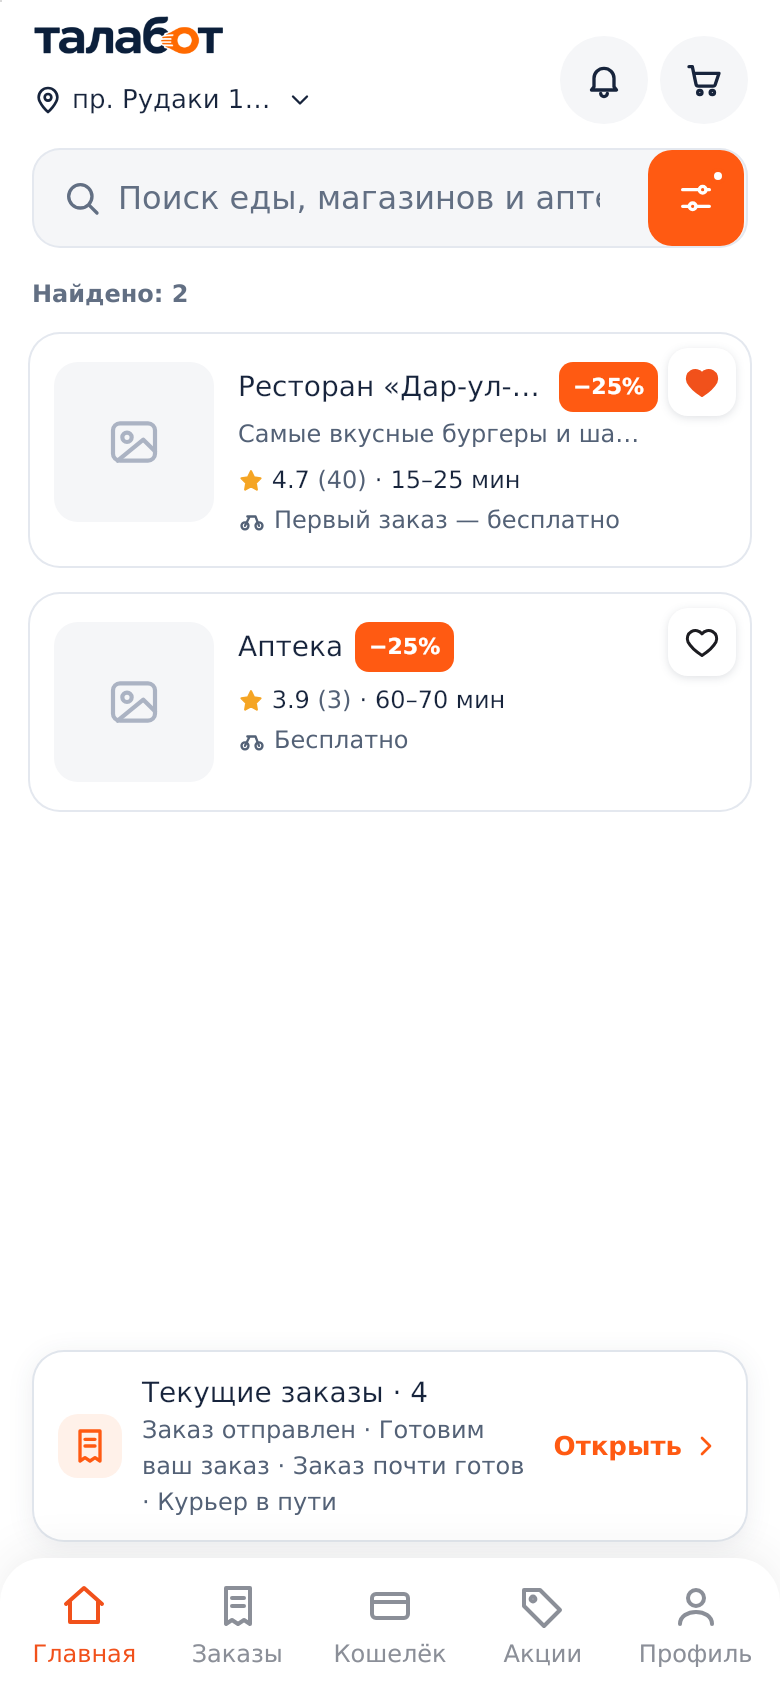 талабот
пр. Рудаки 1...
Поиск еды, магазинов и апте
Найдено: 2
Ресторан «Дар-ул-... −25%
Самые вкусные бургеры и ша...
4.7 (40) · 15–25 мин
Первый заказ — бесплатно
Аптека −25%
3.9 (3) · 60–70 мин
Бесплатно
Текущие заказы · 4
Заказ отправлен · Готовим
ваш заказ · Заказ почти готов
· Курьер в пути
Открыть
Главная Заказы Кошелёк Акции Профиль